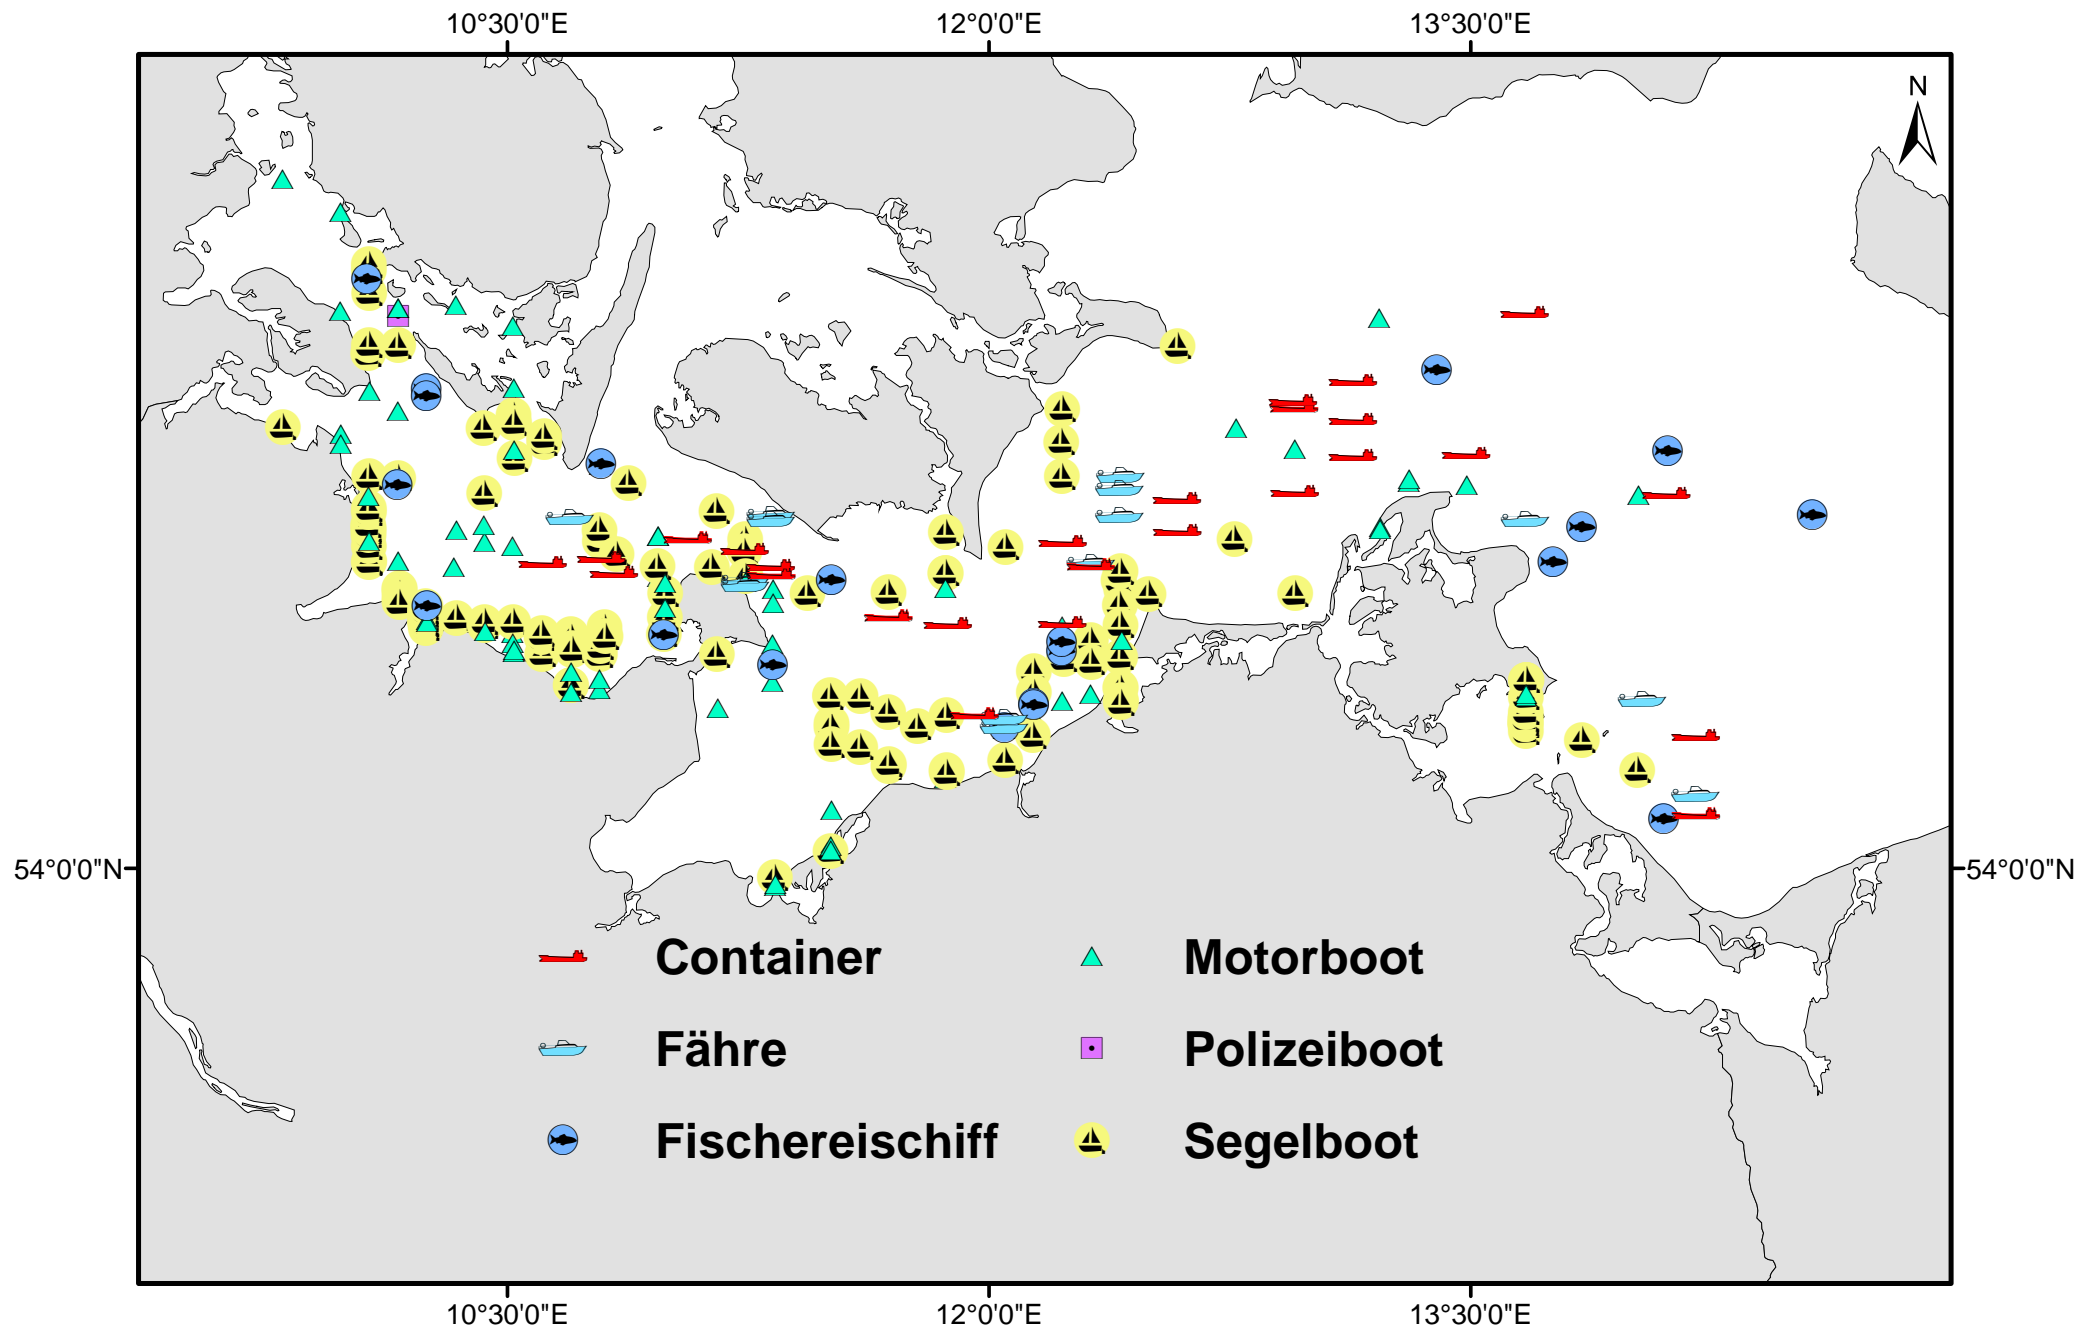 10°30'0"E 12°0'0"E 13°30'0"E
N
54°0'0"N 54°0'0"N
Container Motorboot
Fähre Polizeiboot
Fischereischiff Segelboot
10°30'0"E 12°0'0"E 13°30'0"E